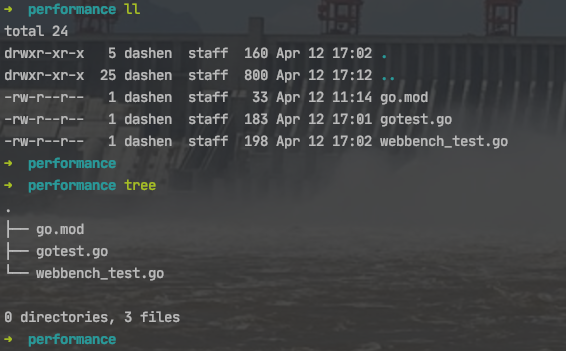 ➜  performance ll
total 24
drwxr-xr-x   5 dashen  staff  160 Apr 12 17:02 .
drwxr-xr-x  25 dashen  staff  800 Apr 12 17:12 ..
-rw-r--r--   1 dashen  staff   33 Apr 12 11:14 go.mod
-rw-r--r--   1 dashen  staff  183 Apr 12 17:01 gotest.go
-rw-r--r--   1 dashen  staff  198 Apr 12 17:02 webbench_test.go
➜  performance
➜  performance tree
.
├── go.mod
├── gotest.go
└── webbench_test.go

0 directories, 3 files
➜  performance